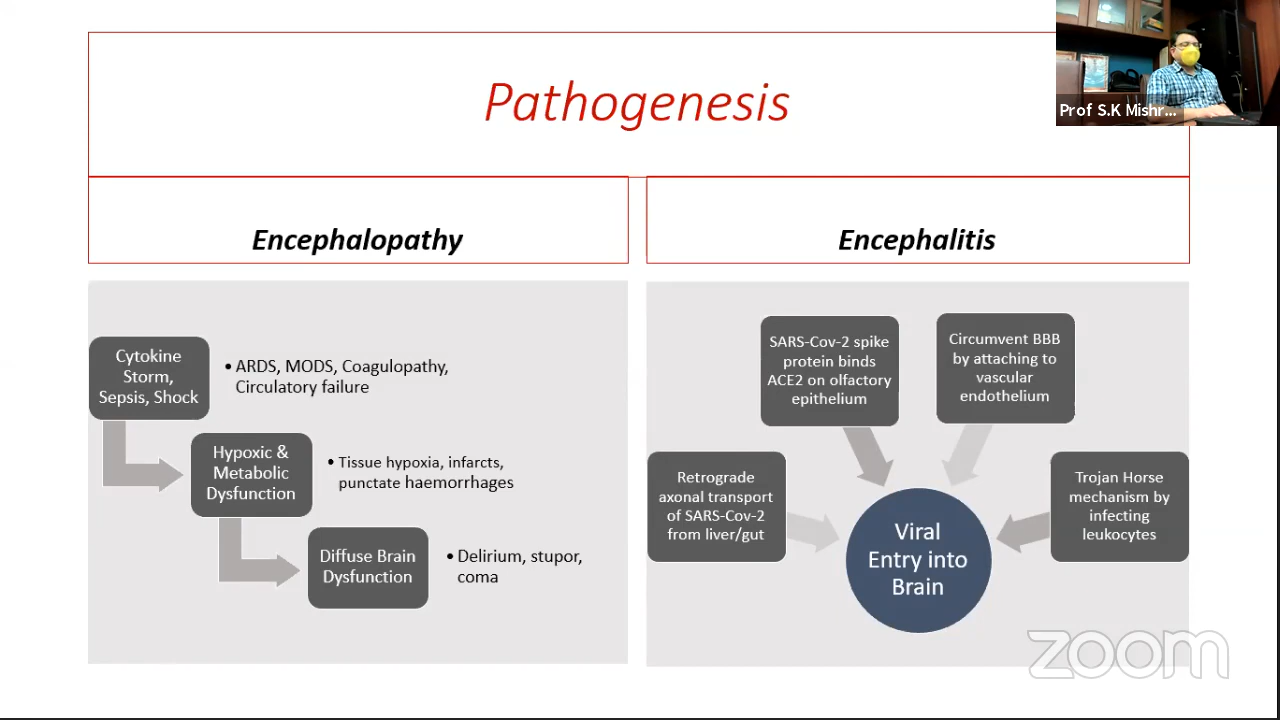 Pathogenesis
Prof S.K Mishr...
Encephalopathy
Cytokine
Storm,
Sepsis, Shock
• ARDS, MODS, Coagulopathy,
Circulatory failure
Hypoxic &
Metabolic
Dysfunction
• Tissue hypoxia, infarcts,
punctate haemorrhages
Diffuse Brain
Dysfunction
• Delirium, stupor,
coma
Encephalitis
Retrograde
axonal transport
of SARS-Cov-2
from liver/gut
SARS-Cov-2 spike
protein binds
ACE2 on olfactory
epithelium
Circumvent BBB
by attaching to
vascular
endothelium
Trojan Horse
mechanism by
infecting
leukocytes
Viral
Entry into
Brain
zoom